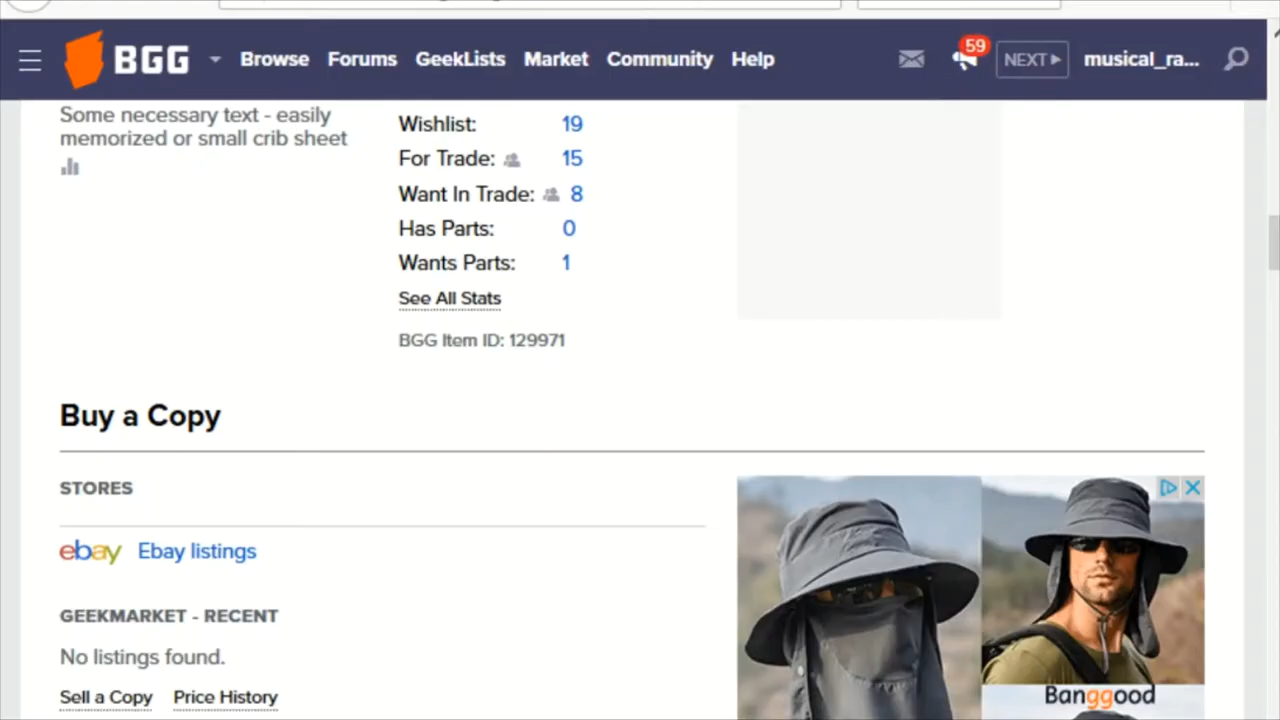 BGG
Browse
Forums
GeekLists
Market
Community
Help
59
NEXT
musical_ra...
Some necessary text - easily
memorized or small crib sheet
Wishlist: 19
For Trade: 15
Want In Trade: 8
Has Parts: 0
Wants Parts: 1
See All Stats
BGG Item ID: 129971
Buy a Copy
STORES
ebay Ebay listings
GEEKMARKET - RECENT
No listings found.
Sell a Copy Price History
Banggood